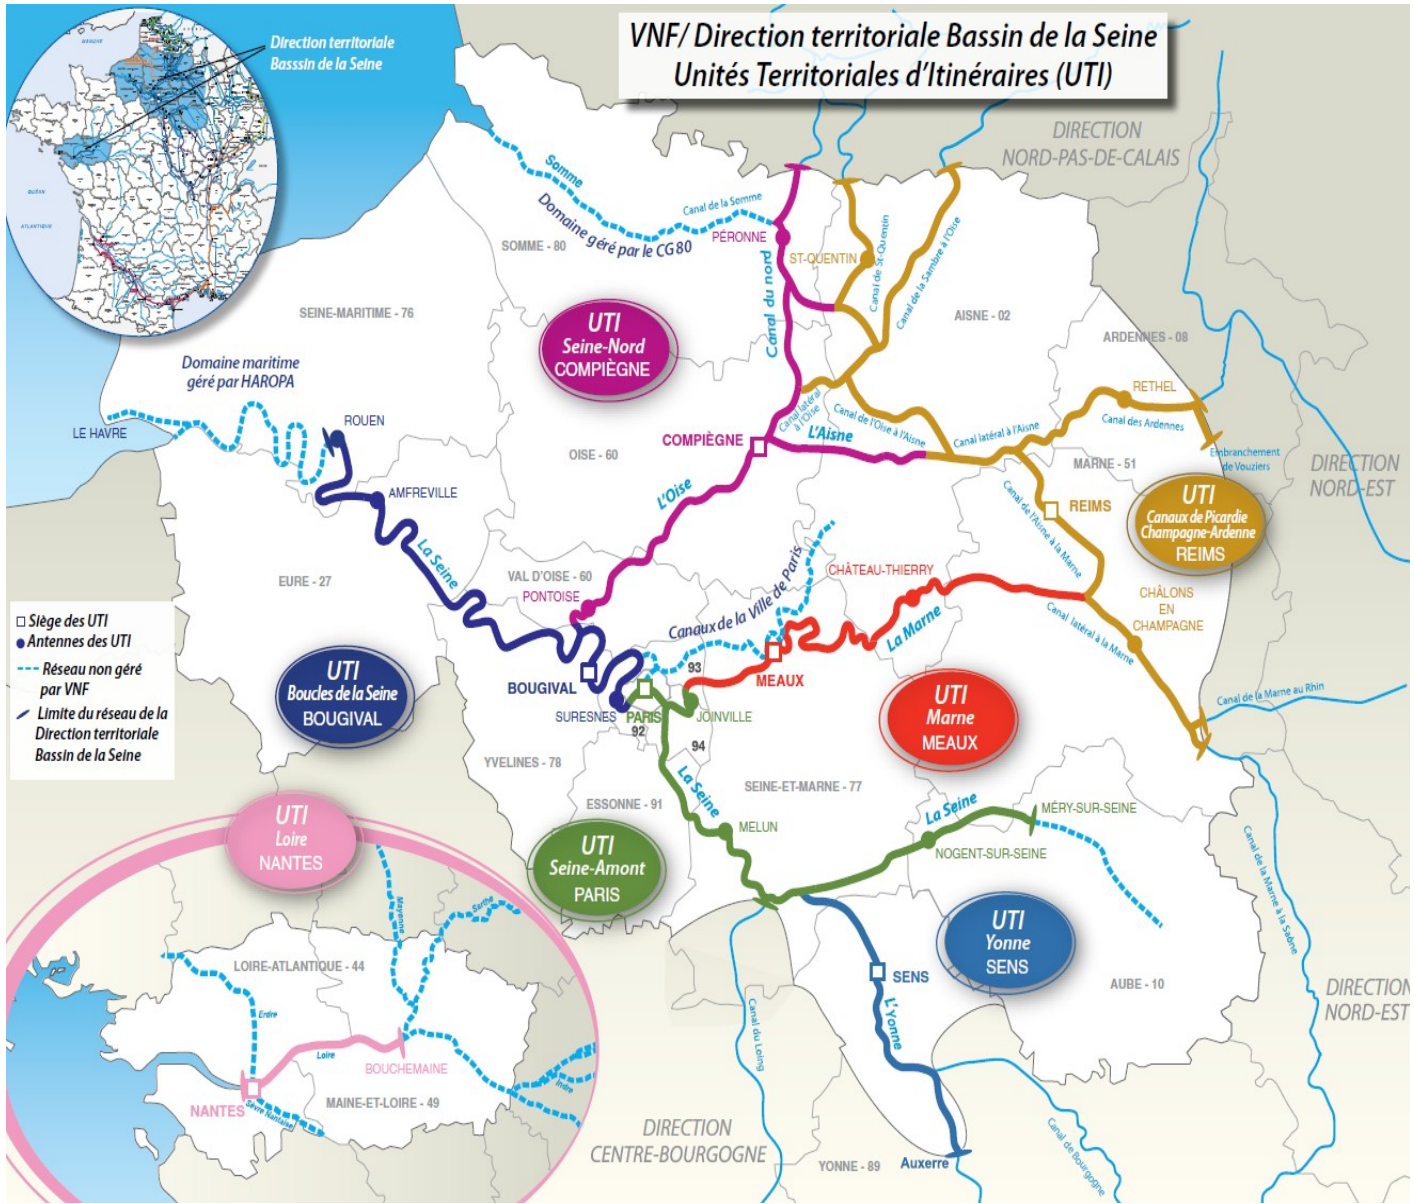 VNF/ Direction territoriale Bassin de la Seine
Unités Territoriales d'Itinéraires (UTI)
Direction territoriale
Basssin de la Seine
DIRECTION
NORD-PAS-DE-CALAIS
Somme
Canal de la Somme
Domaine géré par le CG80
SOMME - 80
PÉRONNE
ST-QUENTIN
Canal de St-Quentin
Canal de la Sambre à l'Oise
Canal du nord
AISNE - 02
ARDENNES - 08
SEINE-MARITIME - 76
UTI
Seine-Nord
COMPIÈGNE
Domaine maritime
géré par HAROPA
LE HAVRE
ROUEN
RETHEL
Canal des Ardennes
Canal latéral
à l'Oise
Canal de l'Oise à l'Aisne
Canal latéral à l'Aisne
COMPIÈGNE
L'Aisne
OISE - 60
MARNE - 51
Embranchement
de Vouziers
DIRECTION
NORD-EST
AMFREVILLE
L'Oise
REIMS
Canal de l'Aisne à la Marne
UTI
Canaux de Picardie
Champagne-Ardenne
REIMS
La Seine
EURE - 27
VAL D'OISE - 60
PONTOISE
CHÂTEAU-THIERRY
Canaux de la Ville de Paris
La Marne
CHÂLONS
EN
CHAMPAGNE
Canal latéral à la Marne
Siège des UTI
Antennes des UTI
Réseau non géré
par VNF
Limite du réseau de la
Direction territoriale
Bassin de la Seine
UTI
Boucles de la Seine
BOUGIVAL
BOUGIVAL
SURESNES
PARIS
92
93
94
JOINVILLE
MEAUX
UTI
Marne
MEAUX
Canal de la Marne au Rhin
YVELINES - 78
ESSONNE - 91
La Seine
SEINE-ET-MARNE - 77
MELUN
La Seine
MÉRY-SUR-SEINE
NOGENT-SUR-SEINE
UTI
Loire
NANTES
UTI
Seine-Amont
PARIS
UTI
Yonne
SENS
Canal de la Marne à la Saône
SENS
L'Yonne
AUBE - 10
DIRECTION
NORD-EST
Mayenne
Sarthe
LOIRE-ATLANTIQUE - 44
Erdre
Loire
BOUCHEMAINE
Indre
NANTES
Sèvre Nantaise
MAINE-ET-LOIRE - 49
Canal du Loing
DIRECTION
CENTRE-BOURGOGNE
YONNE - 89
Auxerre
Canal de Bourgogne